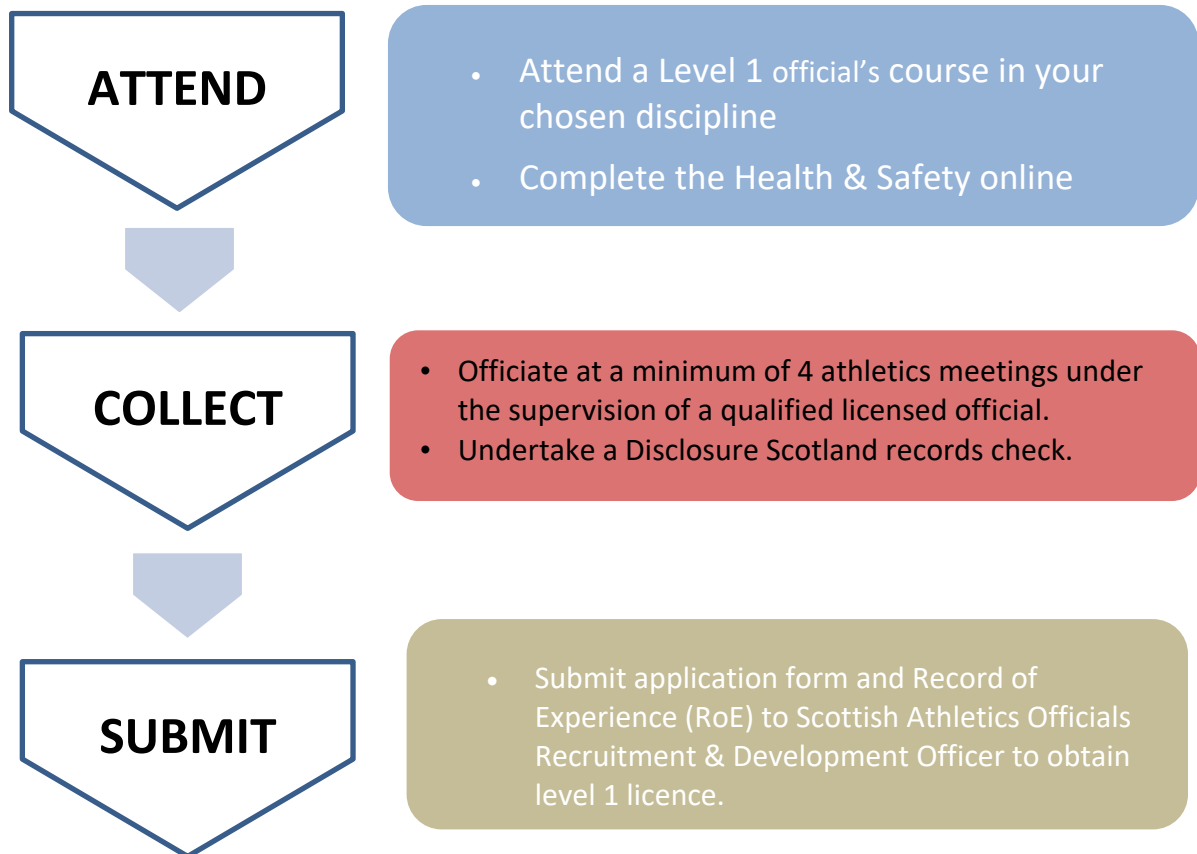 ATTEND
• Attend a Level 1 official’s course in your
chosen discipline
• Complete the Health & Safety online
COLLECT
• Officiate at a minimum of 4 athletics meetings under
the supervision of a qualified licensed official.
• Undertake a Disclosure Scotland records check.
SUBMIT
• Submit application form and Record of
Experience (RoE) to Scottish Athletics Officials
Recruitment & Development Officer to obtain
level 1 licence.